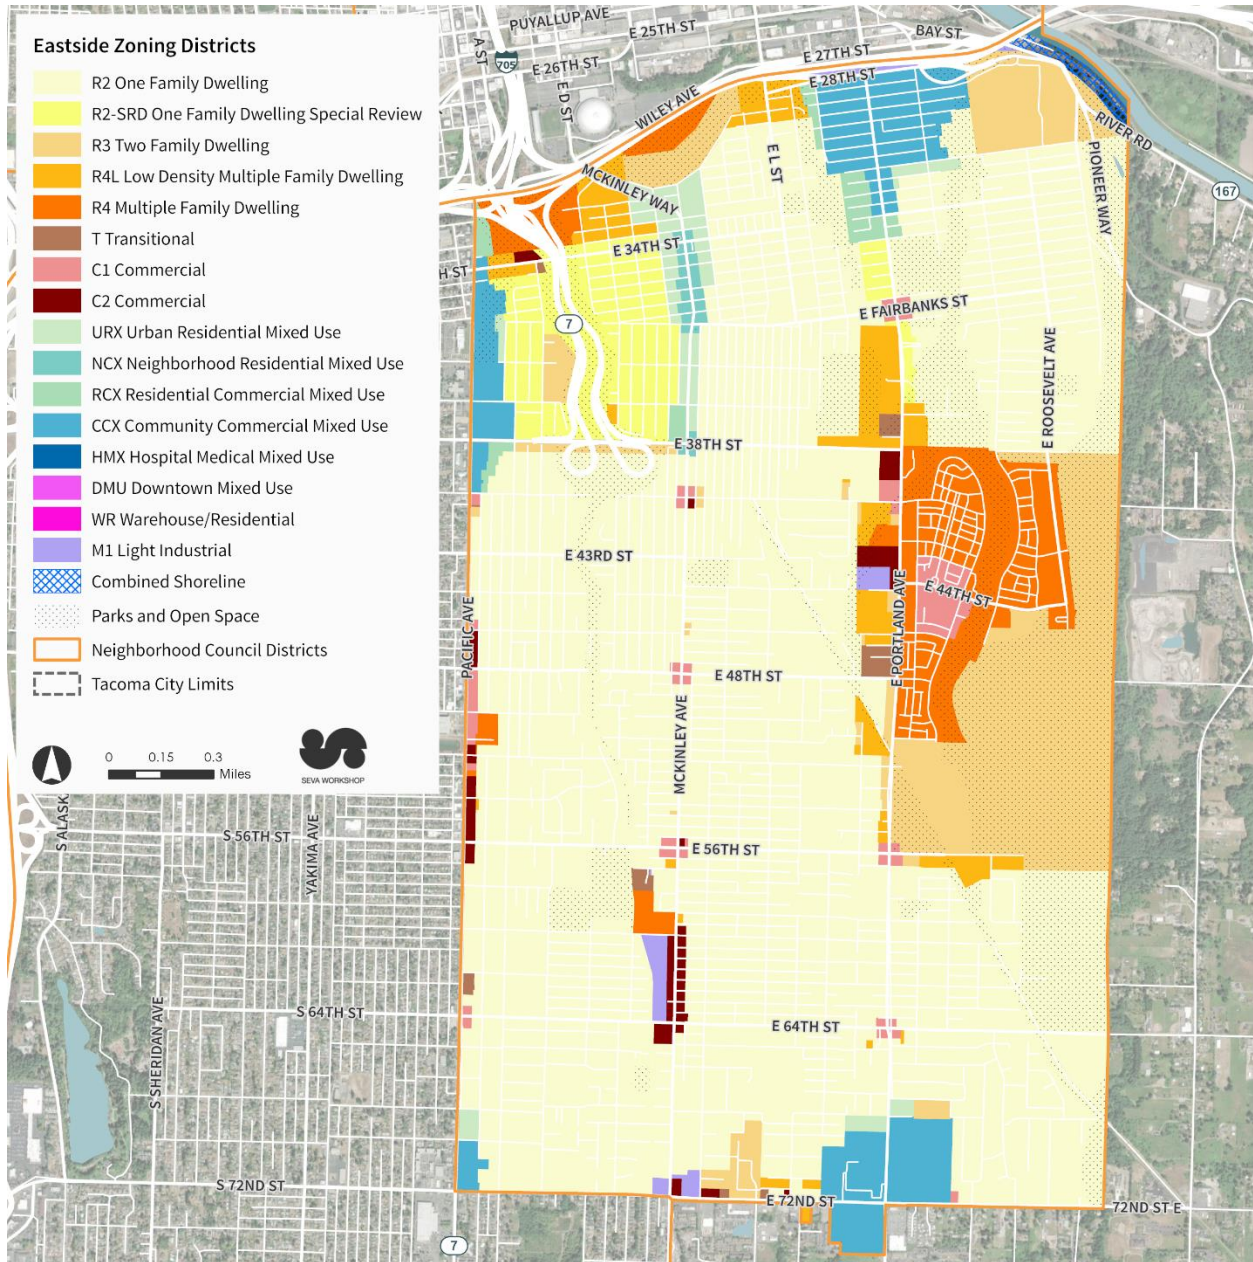 Eastside Zoning Districts
R2 One Family Dwelling
R2-SRD One Family Dwelling Special Review
R3 Two Family Dwelling
R4L Low Density Multiple Family Dwelling
R4 Multiple Family Dwelling
T Transitional
C1 Commercial
C2 Commercial
URX Urban Residential Mixed Use
NCX Neighborhood Residential Mixed Use
RCX Residential Commercial Mixed Use
CCX Community Commercial Mixed Use
HMX Hospital Medical Mixed Use
DMU Downtown Mixed Use
WR Warehouse/Residential
M1 Light Industrial
Combined Shoreline
Parks and Open Space
Neighborhood Council Districts
Tacoma City Limits
0 0.15 0.3
Miles
SEVA WORKSHOP
PUYALLUP AVE
E 25TH ST
A ST
705
E 26TH ST
E D ST
BAY ST
E 27TH ST
E 28TH ST
WILEY AVE
RIVER RD
PIONEER WAY
167
MCKINLEY WAY
E L ST
E 34TH ST
H ST
7
E FAIRBANKS ST
E ROOSEVELT AVE
E 38TH ST
E 43RD ST
E 44TH ST
E PORTLAND AVE
PACIFIC AVE
E 48TH ST
MCKINLEY AVE
S ALASK
S 56TH ST
YAKIMA AVE
E 56TH ST
S SHERIDAN AVE
S 64TH ST
E 64TH ST
S 72ND ST
E 72ND ST
72ND ST E
7